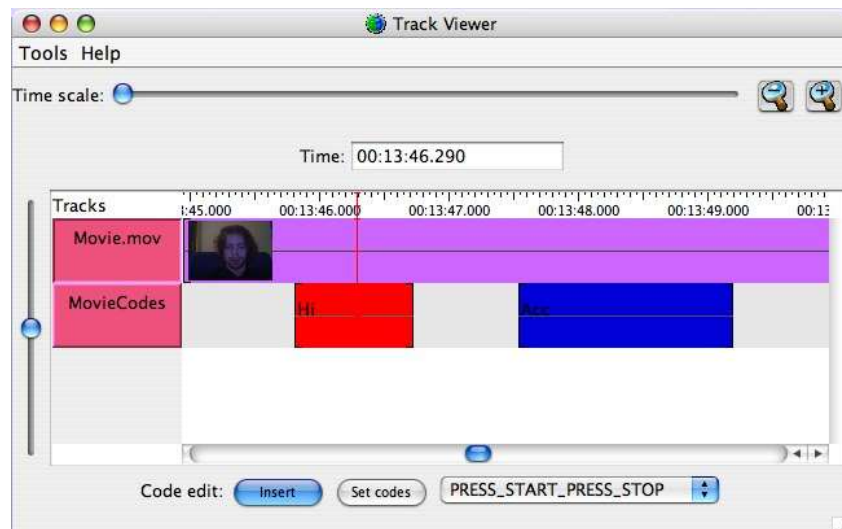 Track Viewer
Tools Help
Time scale:
Time: 00:13:46.290
Tracks
:45.000 00:13:46.000 00:13:47.000 00:13:48.000 00:13:49.000 00:13:
Movie.mov
MovieCodes Hi Acc
Code edit: Insert Set codes PRESS_START_PRESS_STOP